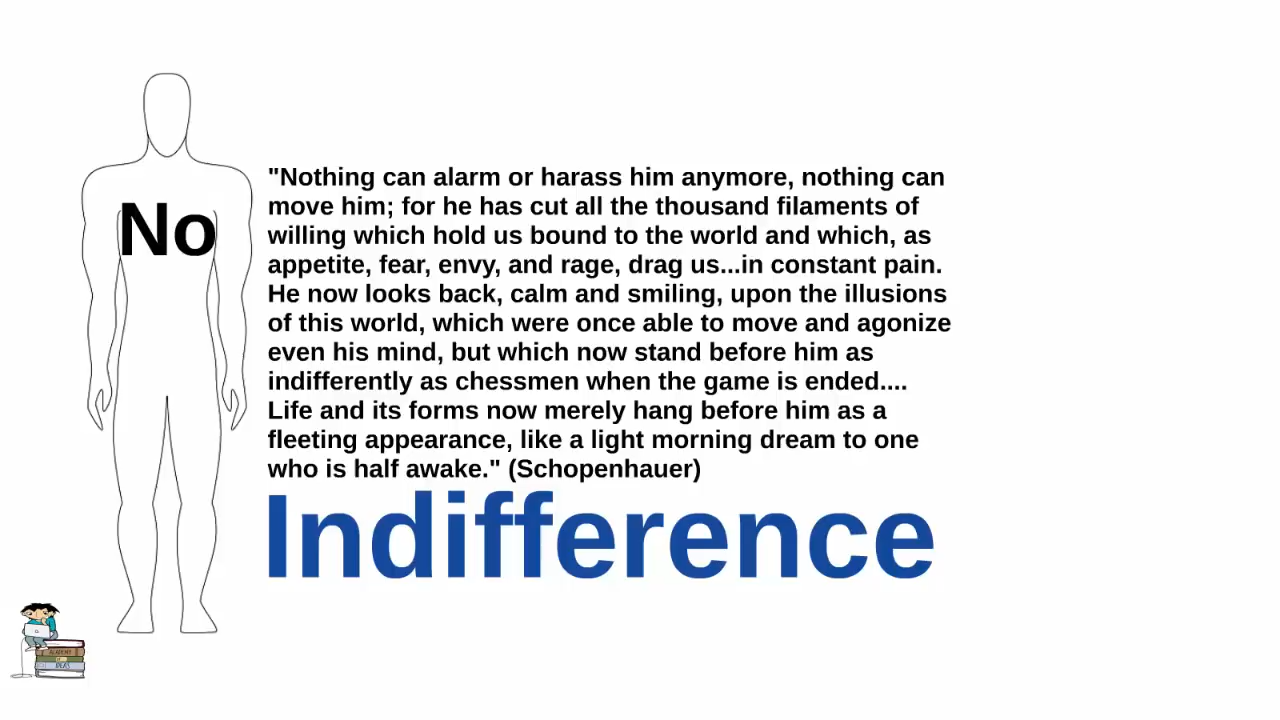 No
"Nothing can alarm or harass him anymore, nothing can
move him; for he has cut all the thousand filaments of
willing which hold us bound to the world and which, as
appetite, fear, envy, and rage, drag us...in constant pain.
He now looks back, calm and smiling, upon the illusions
of this world, which were once able to move and agonize
even his mind, but which now stand before him as
indifferently as chessmen when the game is ended....
Life and its forms now merely hang before him as a
fleeting appearance, like a light morning dream to one
who is half awake." (Schopenhauer)
Indifference
ACADEMY
OF
IDEAS